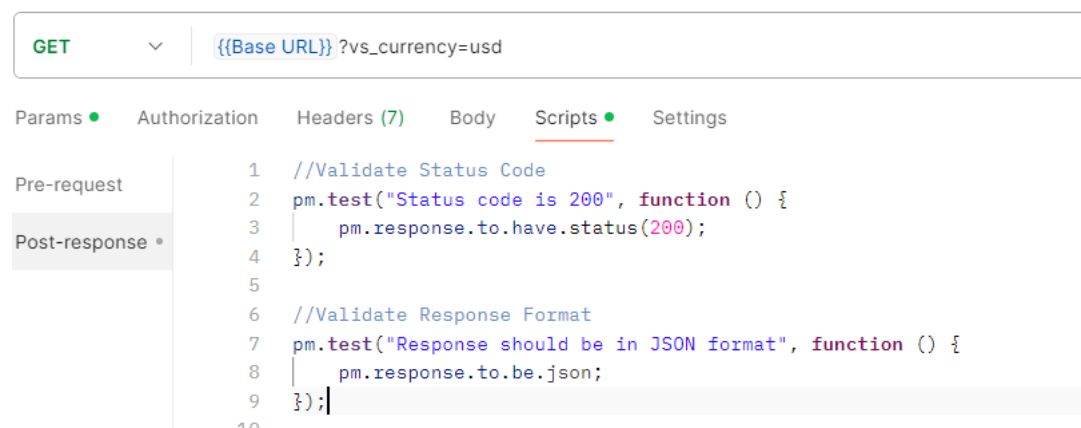 GET {{Base URL}} ?vs_currency=usd
Params Authorization Headers (7) Body Scripts Settings
Pre-request
Post-response
1 //Validate Status Code
2 pm.test("Status code is 200", function () {
3 pm.response.to.have.status(200);
4 });
5
6 //Validate Response Format
7 pm.test("Response should be in JSON format", function () {
8 pm.response.to.be.json;
9 });
10